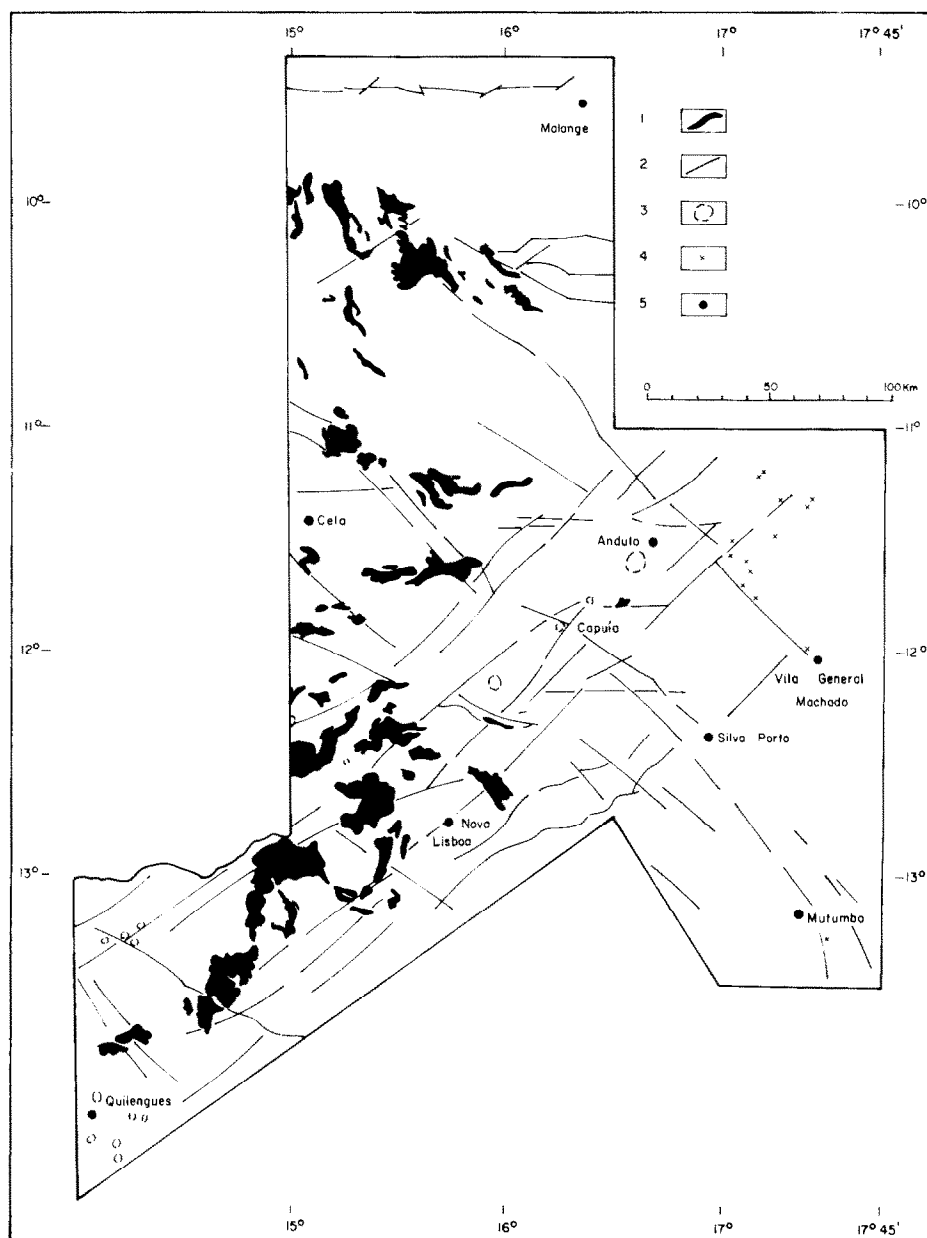 15° 16° 17° 17° 45'
Malange
1
2
3
4
5
10° 10°
0 50 100 Km
11° 11°
Cela
Andulo
Capuia
12° 12°
Vila General
Machado
Silva Porto
Nova
Lisboa
13° 13°
Mutumbo
Quilengues
15° 16° 17° 17° 45'